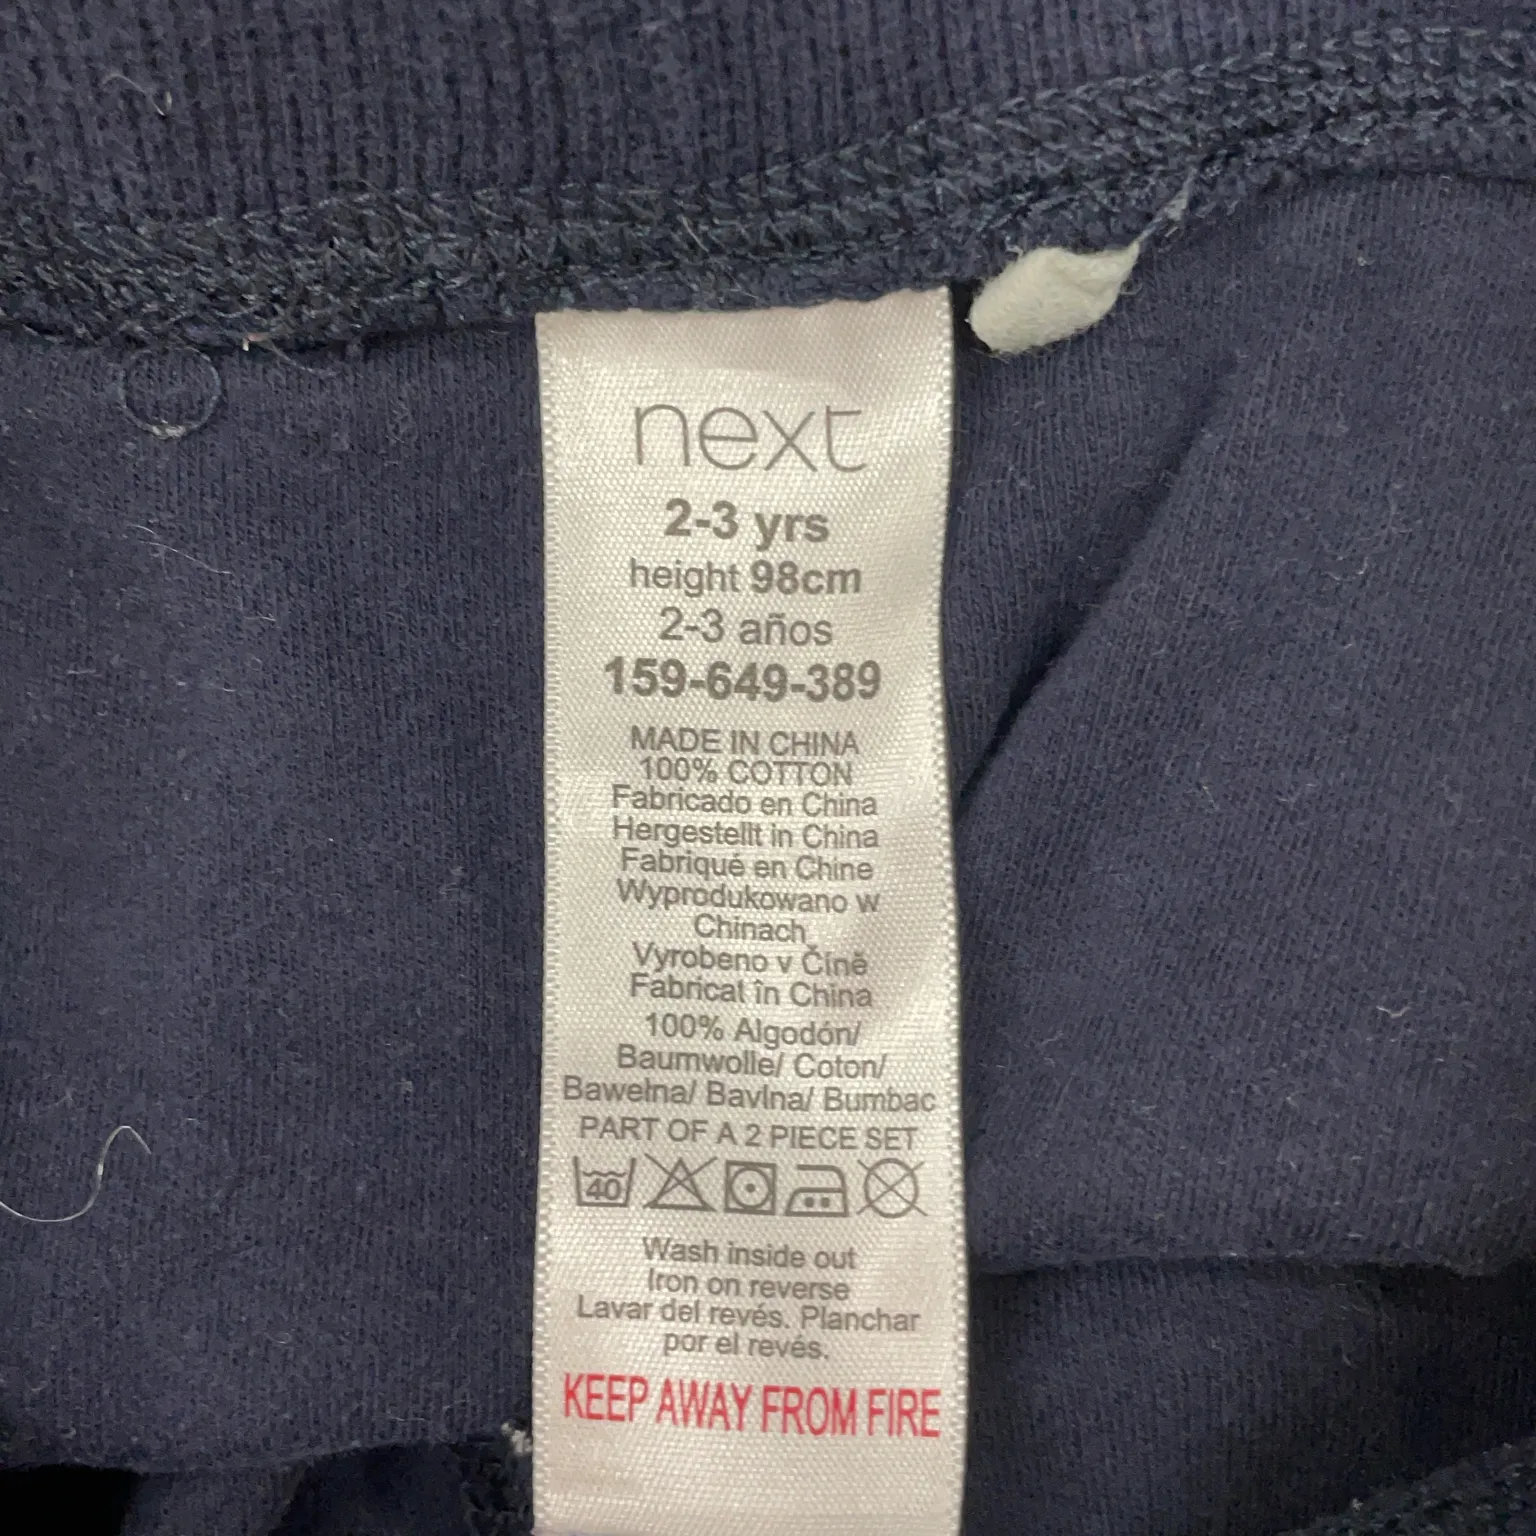 next
2-3 yrs
height 98cm
2-3 años
159-649-389
MADE IN CHINA
100% COTTON
Fabricado en China
Hergestellt in China
Fabriqué en Chine
Wyprodukowano w
Chinach
Vyrobeno v Číně
Fabricat în China
100% Algodón/
Baumwolle/ Coton/
Bawełna/ Bavlna/ Bumbac
PART OF A 2 PIECE SET
40
Wash inside out
Iron on reverse
Lavar del revés. Planchar
por el revés.
KEEP AWAY FROM FIRE